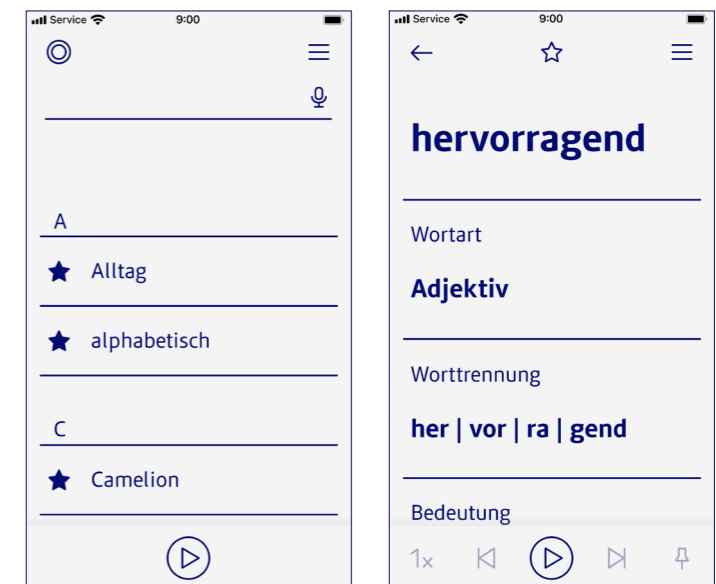 Service 9:00
A
Alltag
alphabetisch
C
Camelion
Service 9:00
hervorragend
Wortart
Adjektiv
Worttrennung
her | vor | ra | gend
Bedeutung
1x